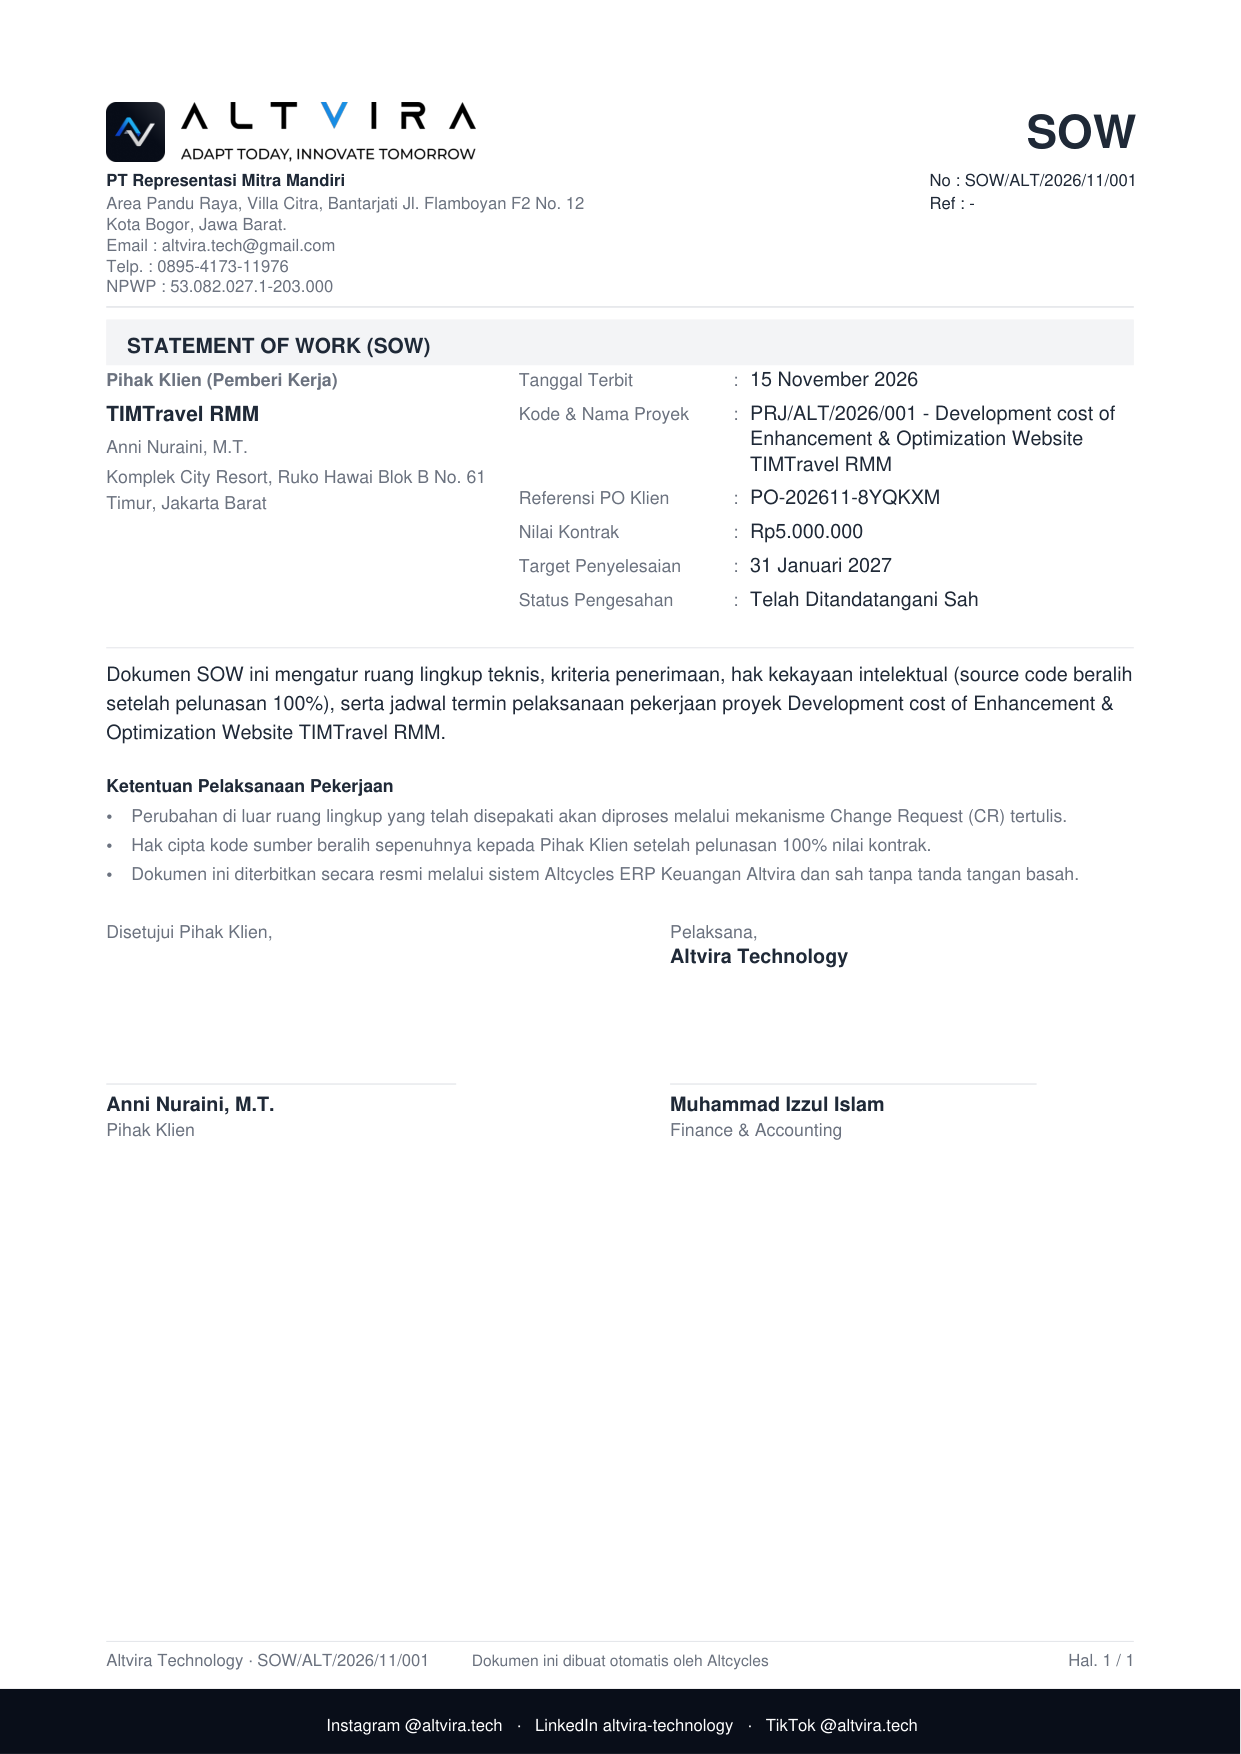 ALTVIRA
ADAPT TODAY, INNOVATE TOMORROW
SOW
PT Representasi Mitra Mandiri
Area Pandu Raya, Villa Citra, Bantarjati Jl. Flamboyan F2 No. 12
Kota Bogor, Jawa Barat.
Email : altvira.tech@gmail.com
Telp. : 0895-4173-11976
NPWP : 53.082.027.1-203.000
No : SOW/ALT/2026/11/001
Ref : -
STATEMENT OF WORK (SOW)
Pihak Klien (Pemberi Kerja)
TIMTravel RMM
Anni Nuraini, M.T.
Komplek City Resort, Ruko Hawai Blok B No. 61
Timur, Jakarta Barat
Tanggal Terbit : 15 November 2026
Kode & Nama Proyek : PRJ/ALT/2026/001 - Development cost of
Enhancement & Optimization Website
TIMTravel RMM
Referensi PO Klien : PO-202611-8YQKXM
Nilai Kontrak : Rp5.000.000
Target Penyelesaian : 31 Januari 2027
Status Pengesahan : Telah Ditandatangani Sah
Dokumen SOW ini mengatur ruang lingkup teknis, kriteria penerimaan, hak kekayaan intelektual (source code beralih
setelah pelunasan 100%), serta jadwal termin pelaksanaan pekerjaan proyek Development cost of Enhancement &
Optimization Website TIMTravel RMM.
Ketentuan Pelaksanaan Pekerjaan
• Perubahan di luar ruang lingkup yang telah disepakati akan diproses melalui mekanisme Change Request (CR) tertulis.
• Hak cipta kode sumber beralih sepenuhnya kepada Pihak Klien setelah pelunasan 100% nilai kontrak.
• Dokumen ini diterbitkan secara resmi melalui sistem Altcycles ERP Keuangan Altvira dan sah tanpa tanda tangan basah.
Disetujui Pihak Klien,
Anni Nuraini, M.T.
Pihak Klien
Pelaksana,
Altvira Technology
Muhammad Izzul Islam
Finance & Accounting
Altvira Technology · SOW/ALT/2026/11/001 Dokumen ini dibuat otomatis oleh Altcycles Hal. 1 / 1
Instagram @altvira.tech · LinkedIn altvira-technology · TikTok @altvira.tech